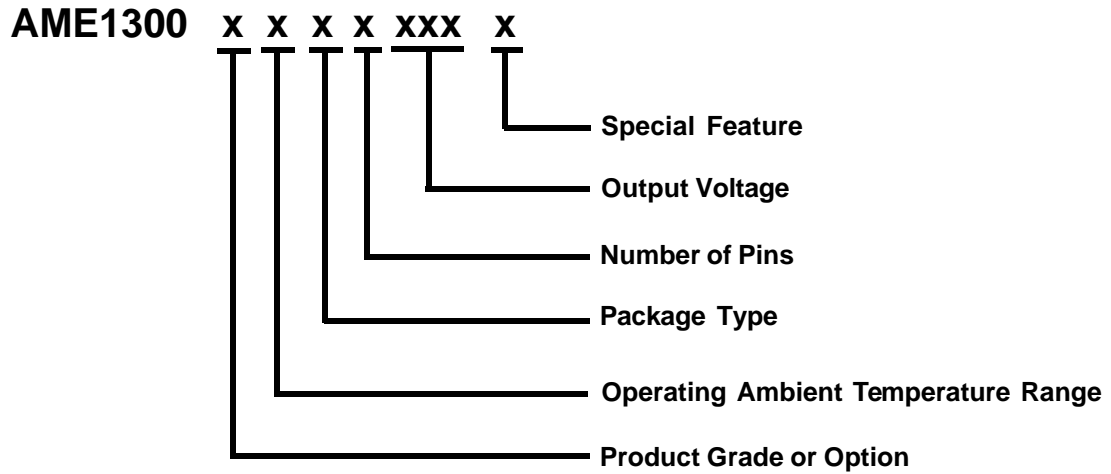 AME1300 x x x x xxx x
Special Feature
Output Voltage
Number of Pins
Package Type
Operating Ambient Temperature Range
Product Grade or Option